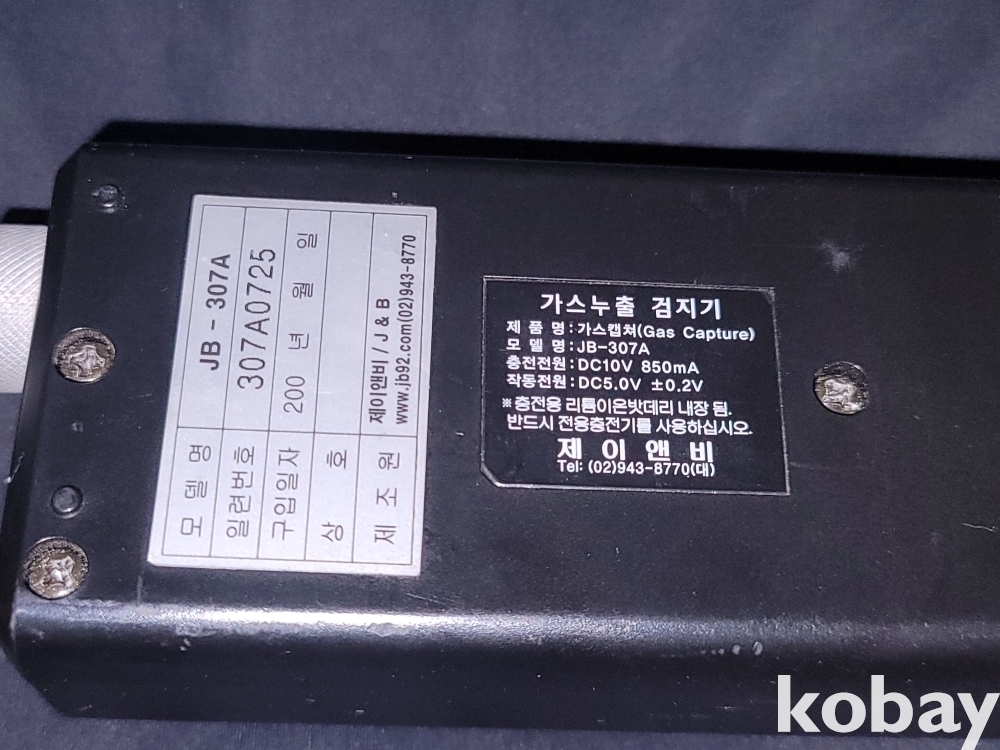 모델명 JB - 307A
일련번호 307A0725
구입일자 200 년 월 일
상호
제조원 제이앤비 / J & B
www.jb92.com(02)943-8770
가스누출 검지기
제 품 명 : 가스캡쳐(Gas Capture)
모 델 명 : JB-307A
충전전원 : DC10V 850mA
작동전원 : DC5.0V ±0.2V
※충전용 리튬이온밧데리 내장 됨.
반드시 전용충전기를 사용하십시오.
제 이 앤 비
Tel: (02)943-8770(대)
kobay